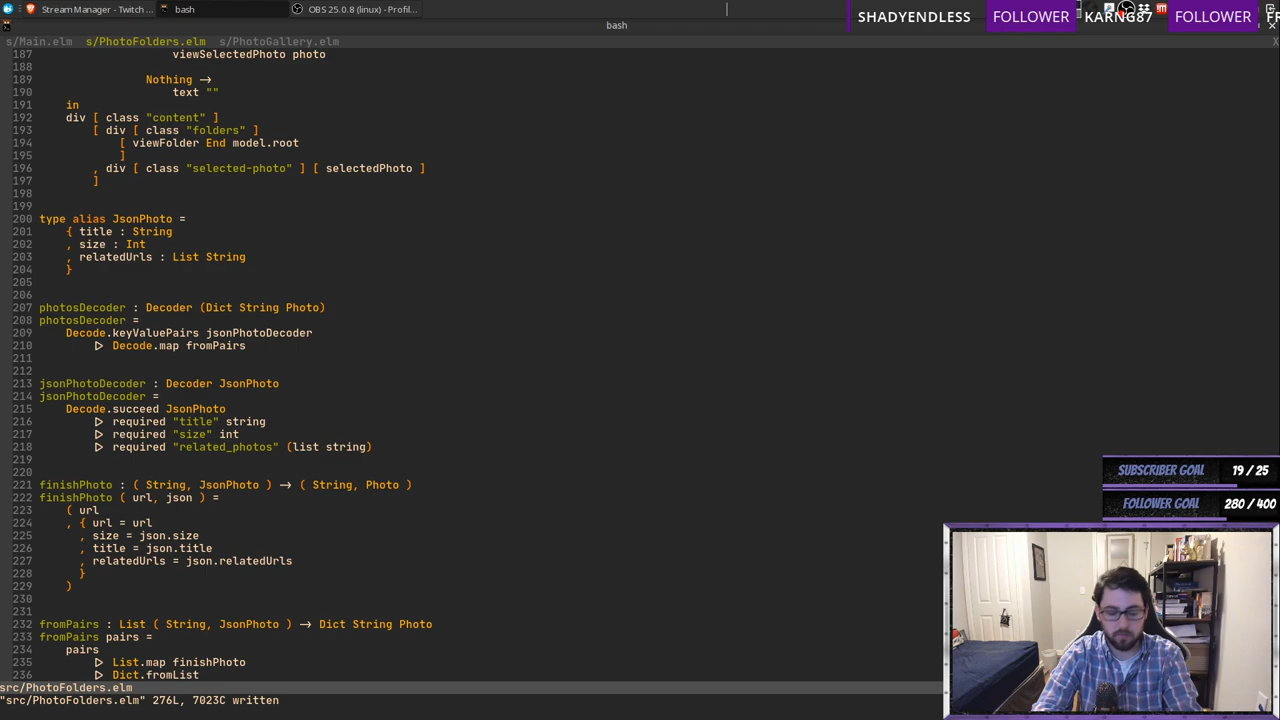 Stream Manager - Twitch ...
bash
OBS 25.0.8 (linux) - Profil...
bash
SHADYENDLESS
FOLLOWER
KARNG87
FOLLOWER
s/Main.elm s/PhotoFolders.elm s/PhotoGallery.elm
X
187 viewSelectedPhoto photo
188
189 Nothing ->
190 text ""
191 in
192 div [ class "content" ]
193 [ div [ class "folders" ]
194 [ viewFolder End model.root
195 ]
196 , div [ class "selected-photo" ] [ selectedPhoto ]
197 ]
198
199
200 type alias JsonPhoto =
201 { title : String
202 , size : Int
203 , relatedUrls : List String
204 }
205
206
207 photosDecoder : Decoder (Dict String Photo)
208 photosDecoder =
209 Decode.keyValuePairs jsonPhotoDecoder
210 |> Decode.map fromPairs
211
212
213 jsonPhotoDecoder : Decoder JsonPhoto
214 jsonPhotoDecoder =
215 Decode.succeed JsonPhoto
216 |> required "title" string
217 |> required "size" int
218 |> required "related_photos" (list string)
219
220
221 finishPhoto : ( String, JsonPhoto ) -> ( String, Photo )
222 finishPhoto ( url, json ) =
223 ( url
224 , { url = url
225 , size = json.size
226 , title = json.title
227 , relatedUrls = json.relatedUrls
228 }
229 )
230
231
232 fromPairs : List ( String, JsonPhoto ) -> Dict String Photo
233 fromPairs pairs =
234 pairs
235 |> List.map finishPhoto
236 |> Dict.fromList
src/PhotoFolders.elm
"src/PhotoFolders.elm" 276L, 7023C written
SUBSCRIBER GOAL 19 / 25
FOLLOWER GOAL 280 / 400